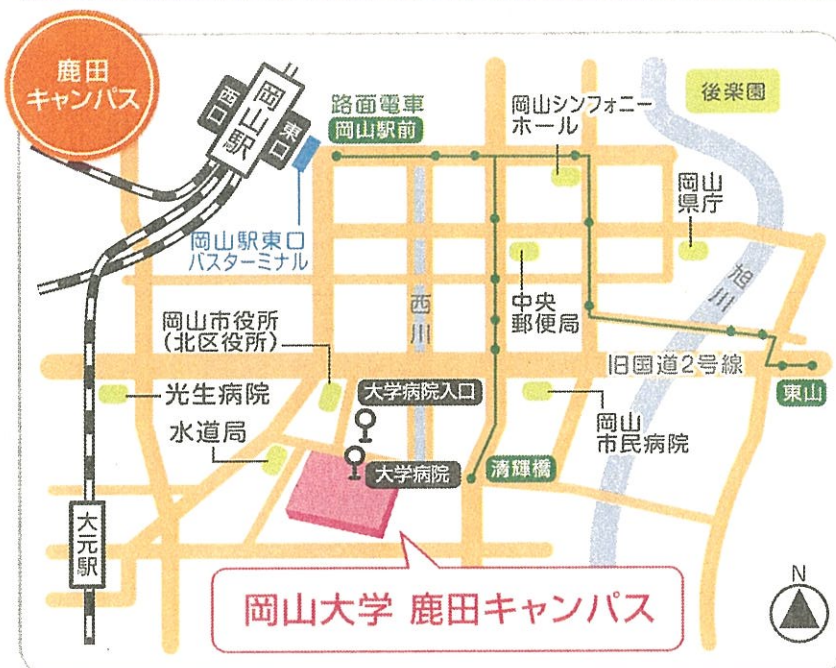 鹿田
キャンパス
西口
岡山駅
東口
路面電車
岡山駅前
岡山シンフォニー
ホール
後楽園
岡山
県庁
岡山駅東口
バスターミナル
西川
中央
郵便局
旭川
岡山市役所
(北区役所)
旧国道2号線
光生病院
大学病院入口
岡山
市民病院
東山
水道局
大学病院
清輝橋
大元駅
岡山大学 鹿田キャンパス
N